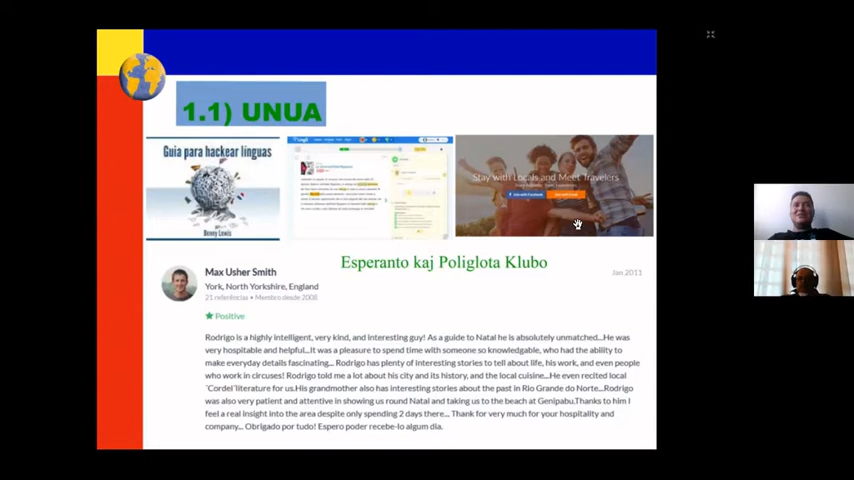 1.1) UNUA
Guia para hackear línguas
Benny Lewis
Stay with Locals and Meet Travelers
Esperanto kaj Poliglota Klubo
Max Usher Smith
Jan 2011
York, North Yorkshire, England
21 referências • Membro desde 2008
Positive
Rodrigo is a highly intelligent, very kind, and interesting guy! As a guide to Natal he is absolutely unmatched...He was
very hospitable and helpful...It was a pleasure to spend time with someone so knowledgable, who had the ability to
make everyday details fascinating... Rodrigo has plenty of interesting stories to tell about life, his work, and even people
who work in circuses! Rodrigo told me a lot about his city and its history, and the local cuisine...He even recited local
´Cordel´literature for us.His grandmother also has interesting stories about the past in Rio Grande do Norte...Rodrigo
was also very patient and attentive in showing us round Natal and taking us to the beach at Genipabu.Thanks to him I
feel a real insight into the area despite only spending 2 days there... Thank for very much for your hospitality and
company... Obrigado por tudo! Espero poder recebe-lo algum dia.